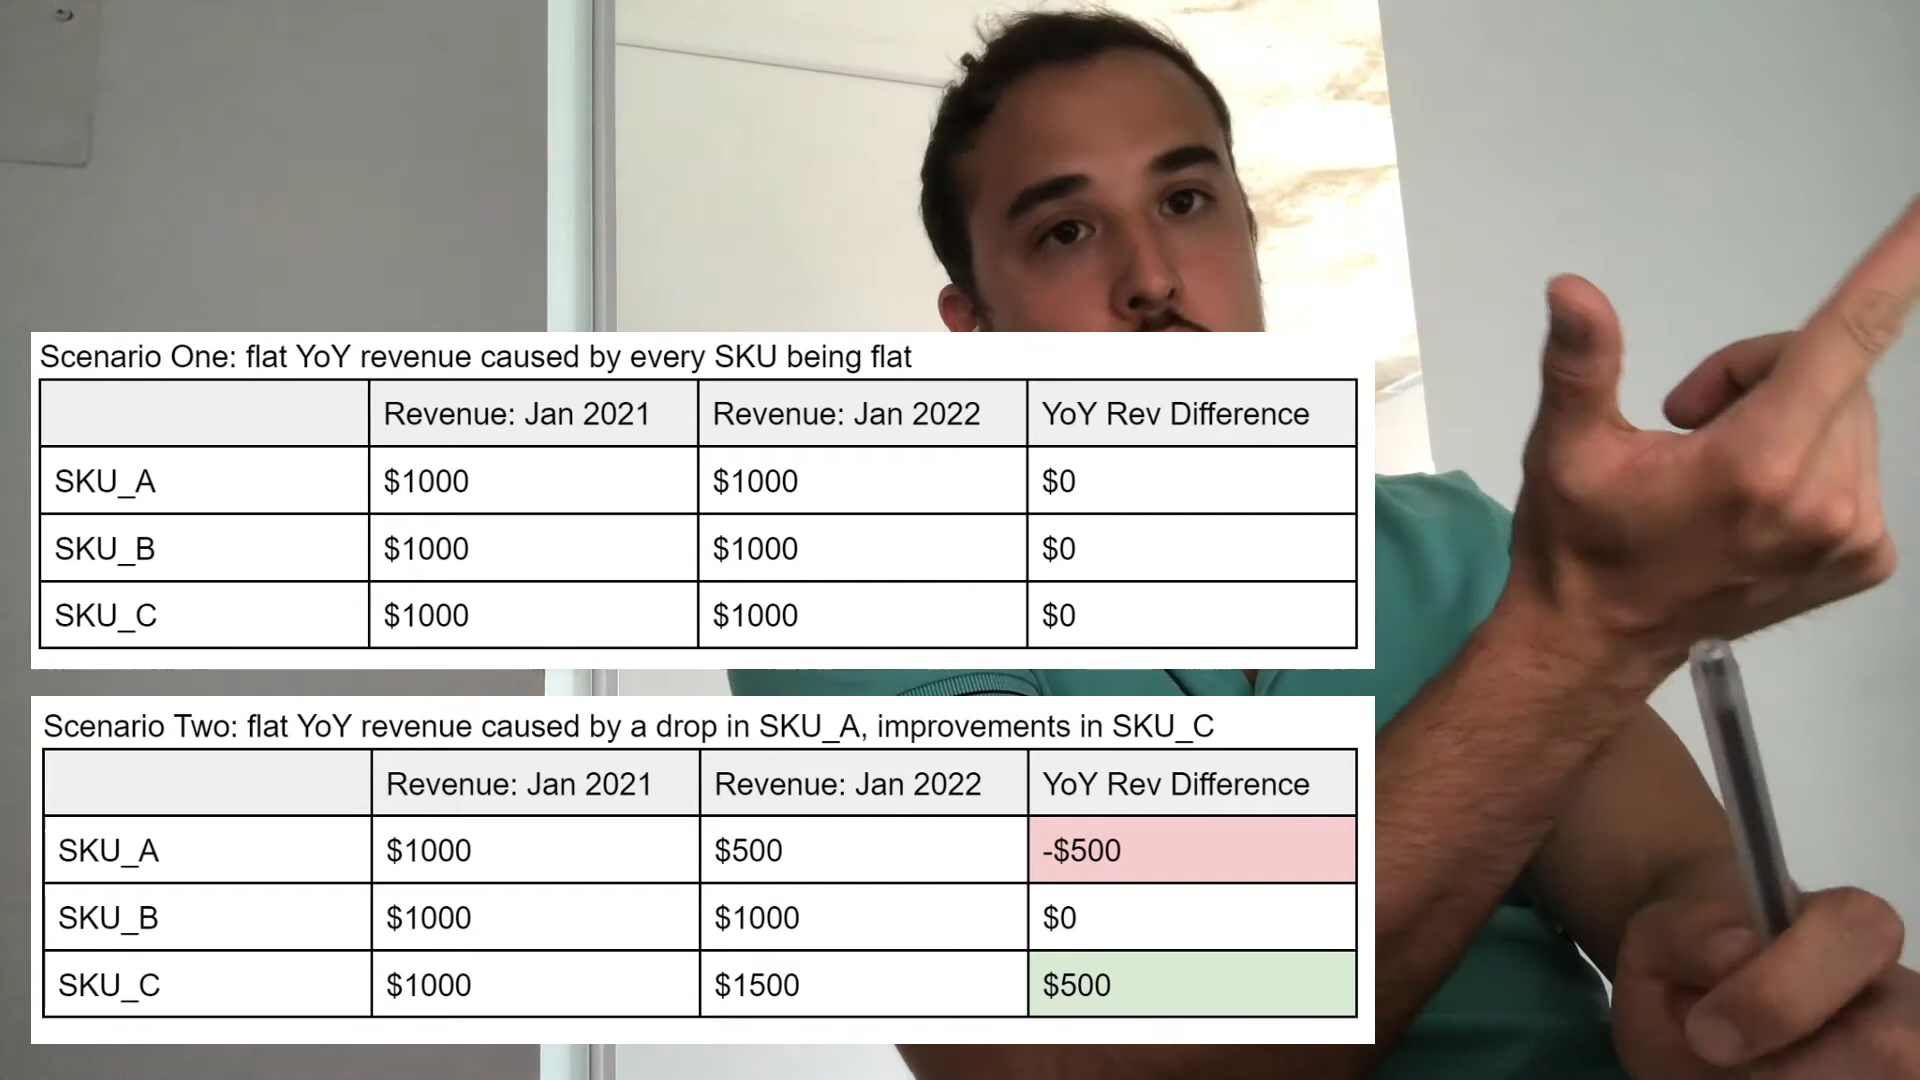 Scenario One: flat YoY revenue caused by every SKU being flat
Revenue: Jan 2021 Revenue: Jan 2022 YoY Rev Difference
SKU_A $1000 $1000 $0
SKU_B $1000 $1000 $0
SKU_C $1000 $1000 $0
Scenario Two: flat YoY revenue caused by a drop in SKU_A, improvements in SKU_C
Revenue: Jan 2021 Revenue: Jan 2022 YoY Rev Difference
SKU_A $1000 $500 -$500
SKU_B $1000 $1000 $0
SKU_C $1000 $1500 $500